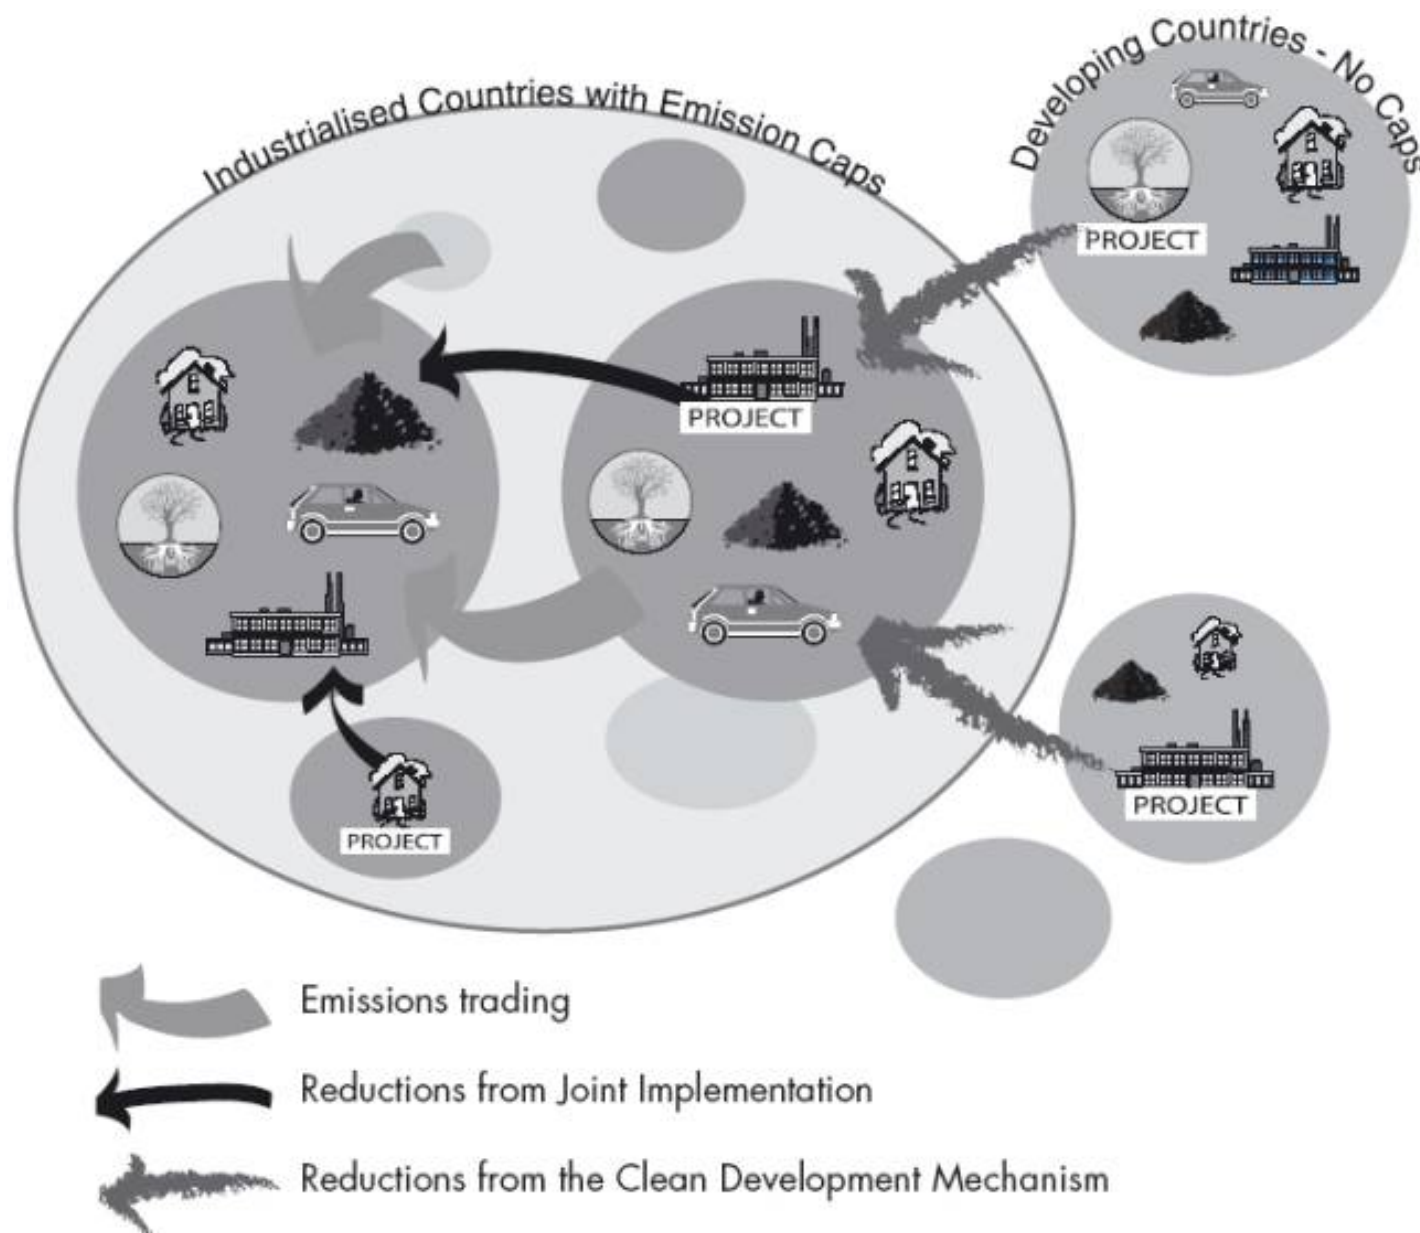 Industrialised Countries with Emission Caps
Developing Countries - No Caps
PROJECT
PROJECT
PROJECT
PROJECT
Emissions trading
Reductions from Joint Implementation
Reductions from the Clean Development Mechanism